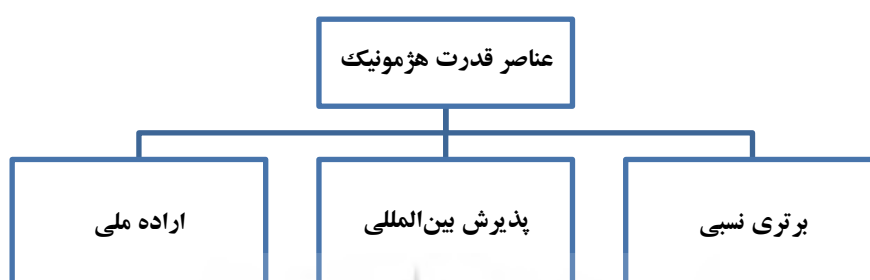 عناصر قدرت هژمونیک
برتری نسبی
پذیرش بین‌المللی
اراده ملی